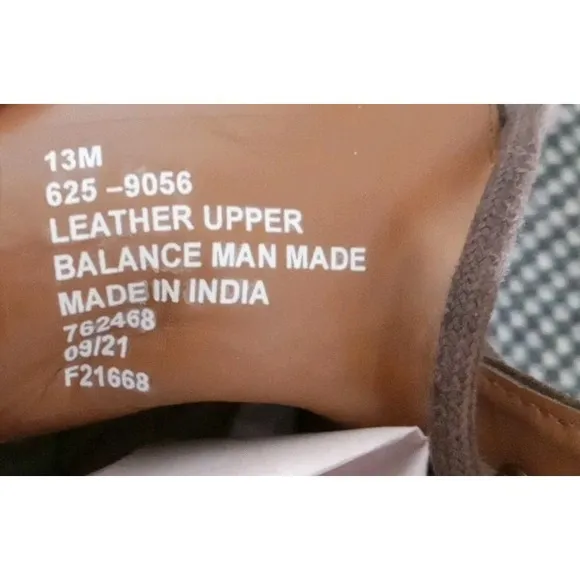 13M
625 –9056
LEATHER UPPER
BALANCE MAN MADE
MADE IN INDIA
762468
09/21
F21668